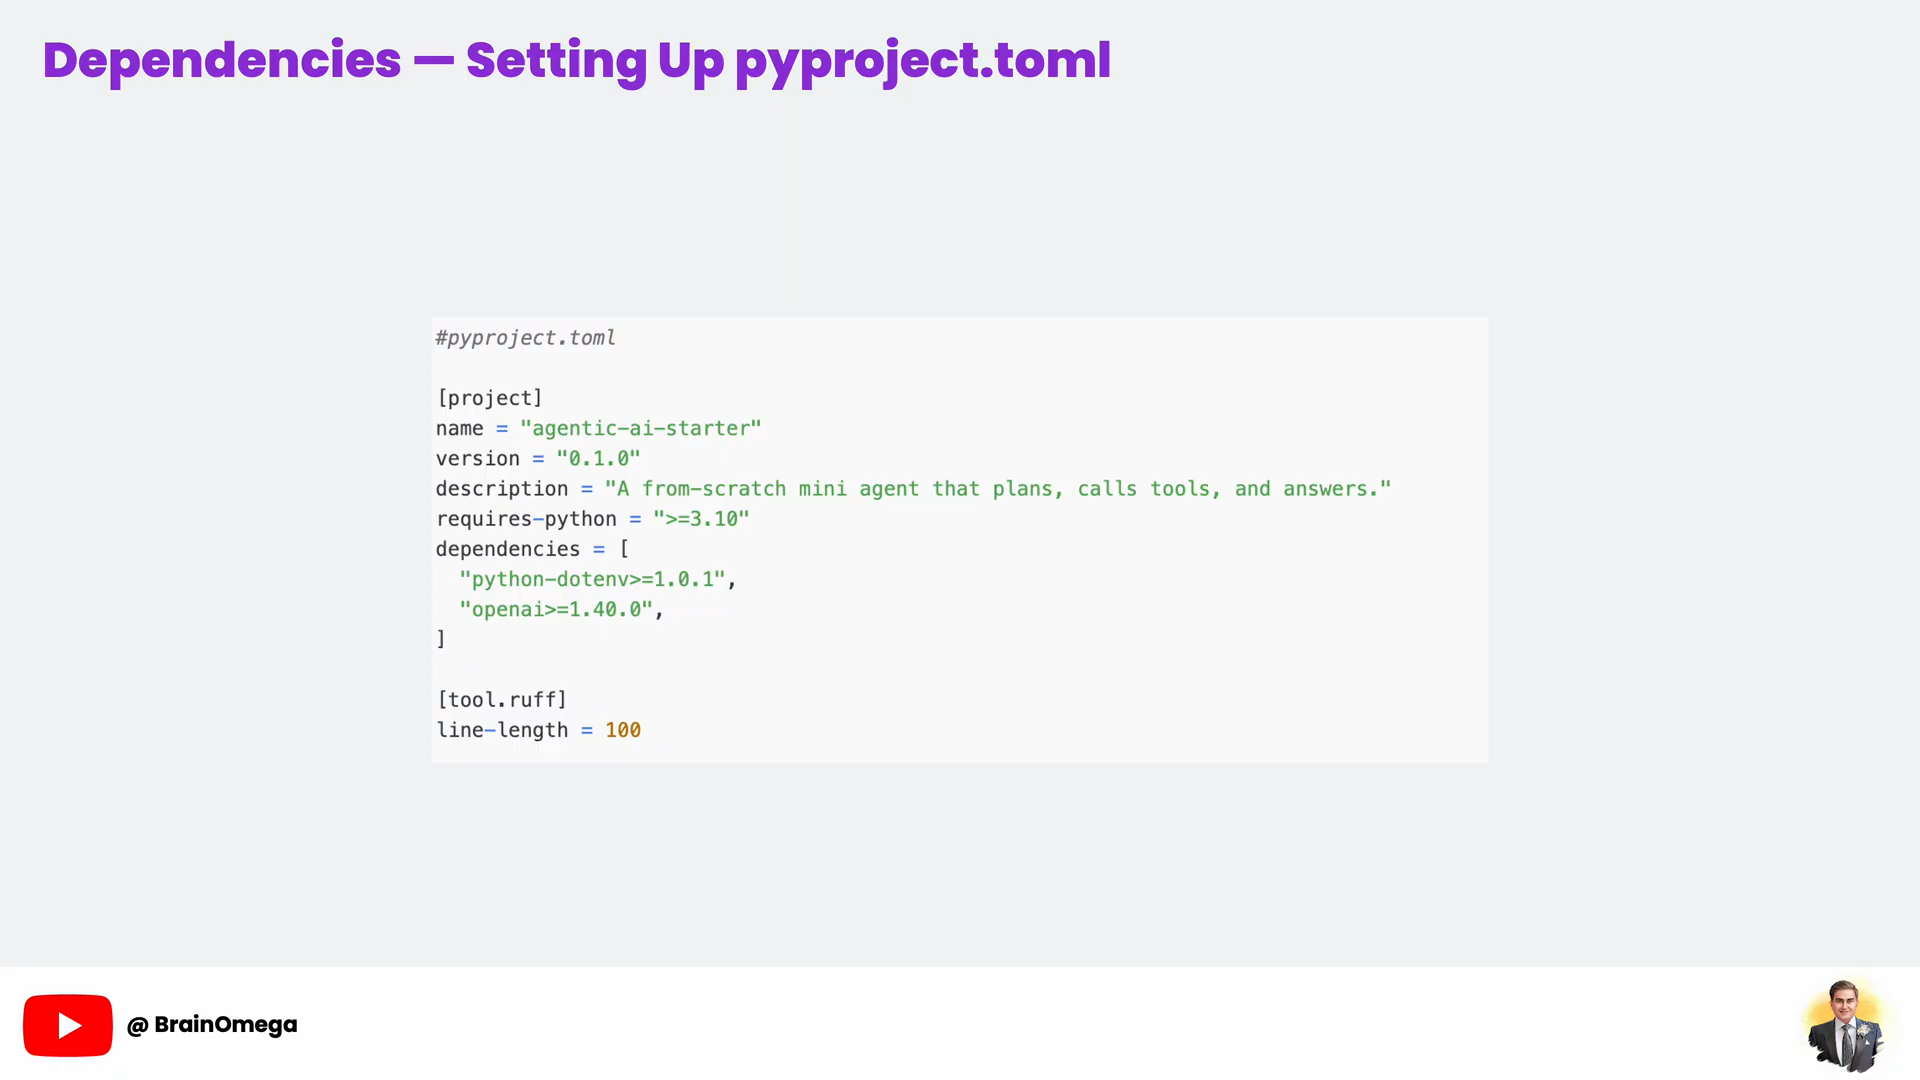 Dependencies — Setting Up pyproject.toml
#pyproject.toml
[project]
name = "agentic-ai-starter"
version = "0.1.0"
description = "A from-scratch mini agent that plans, calls tools, and answers."
requires-python = ">=3.10"
dependencies = [
  "python-dotenv>=1.0.1",
  "openai>=1.40.0",
]
[tool.ruff]
line-length = 100
@ BrainOmega